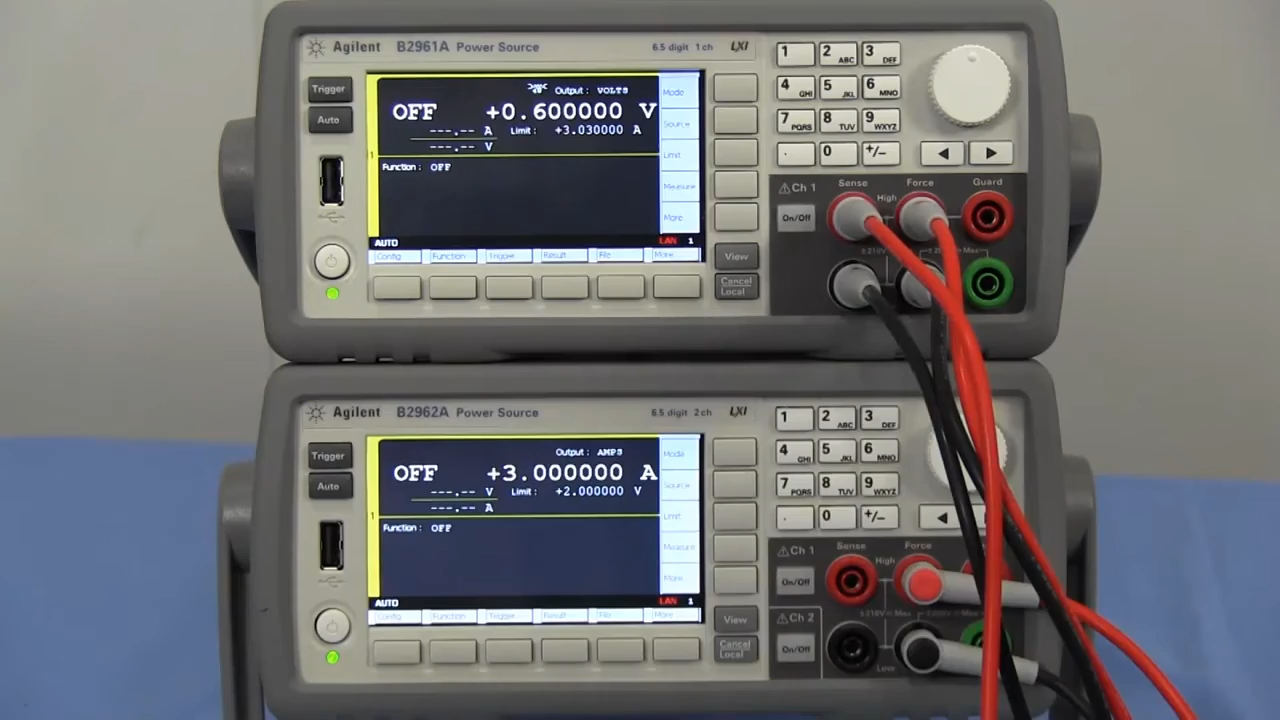 Agilent B2961A Power Source 6.5 digit 1 ch LXI
Trigger
Auto
Output : VOLTS
OFF +0.600000 V
---.-- A Limit : +3.030000 A
---.-- V
1
Function : OFF
AUTO LAN 1
Mode
Source
Limit
Measure
More
Config Function Trigger Result File More
View
Cancel
Local
1 2 ABC 3 DEF
4 GHI 5 JKL 6 MNO
7 PQRS 8 TUV 9 WXYZ
. 0 +/-
Ch 1 Sense Force Guard
On/Off High
±210V Max
Agilent B2962A Power Source 6.5 digit 2 ch LXI
Trigger
Auto
Output : AMPS
OFF +3.000000 A
---.-- V Limit : +2.000000 V
---.-- A
1
Function : OFF
AUTO LAN 1
Mode
Source
Limit
Measure
More
Config Function Trigger Result File More
View
Cancel
Local
1 2 ABC 3 DEF
4 GHI 5 JKL 6 MNO
7 PQRS 8 TUV 9 WXYZ
. 0 +/-
Ch 1 Sense Force
On/Off High
±210V Max
Ch 2
On/Off Low